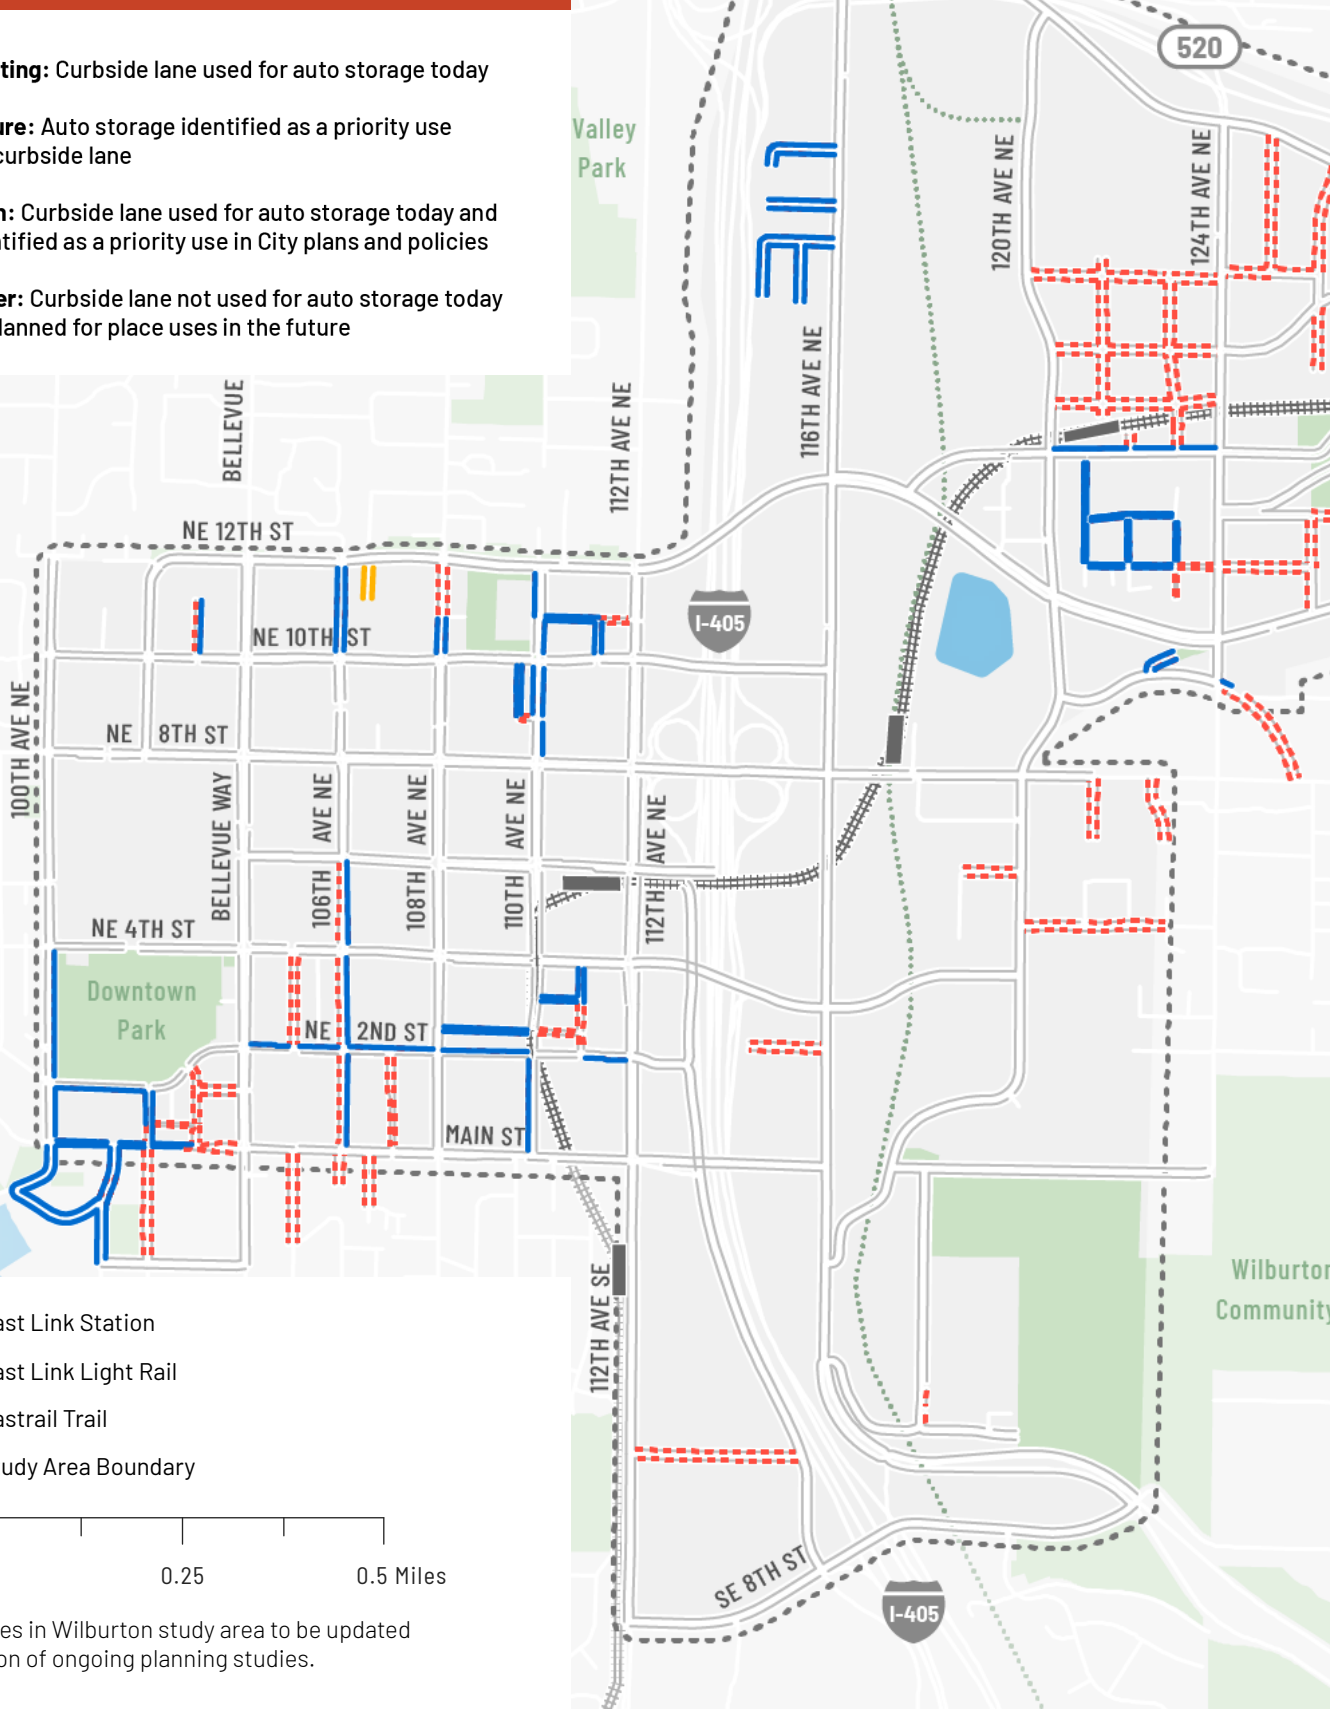 ting: Curbside lane used for auto storage today
ure: Auto storage identified as a priority use
curbside lane
h: Curbside lane used for auto storage today and
ntified as a priority use in City plans and policies
er: Curbside lane not used for auto storage today
lanned for place uses in the future
520
Valley
Park
120TH AVE NE
124TH AVE NE
116TH AVE NE
BELLEVUE
112TH AVE NE
NE 12TH ST
NE 10TH ST
I-405
100TH AVE NE
NE 8TH ST
BELLEVUE WAY
106TH AVE NE
108TH AVE NE
110TH AVE NE
112TH AVE NE
NE 4TH ST
Downtown
Park
NE 2ND ST
MAIN ST
112TH AVE SE
Wilburton
Community
ast Link Station
ast Link Light Rail
astrail Trail
udy Area Boundary
0.25
0.5 Miles
SE 8TH ST
I-405
es in Wilburton study area to be updated
on of ongoing planning studies.